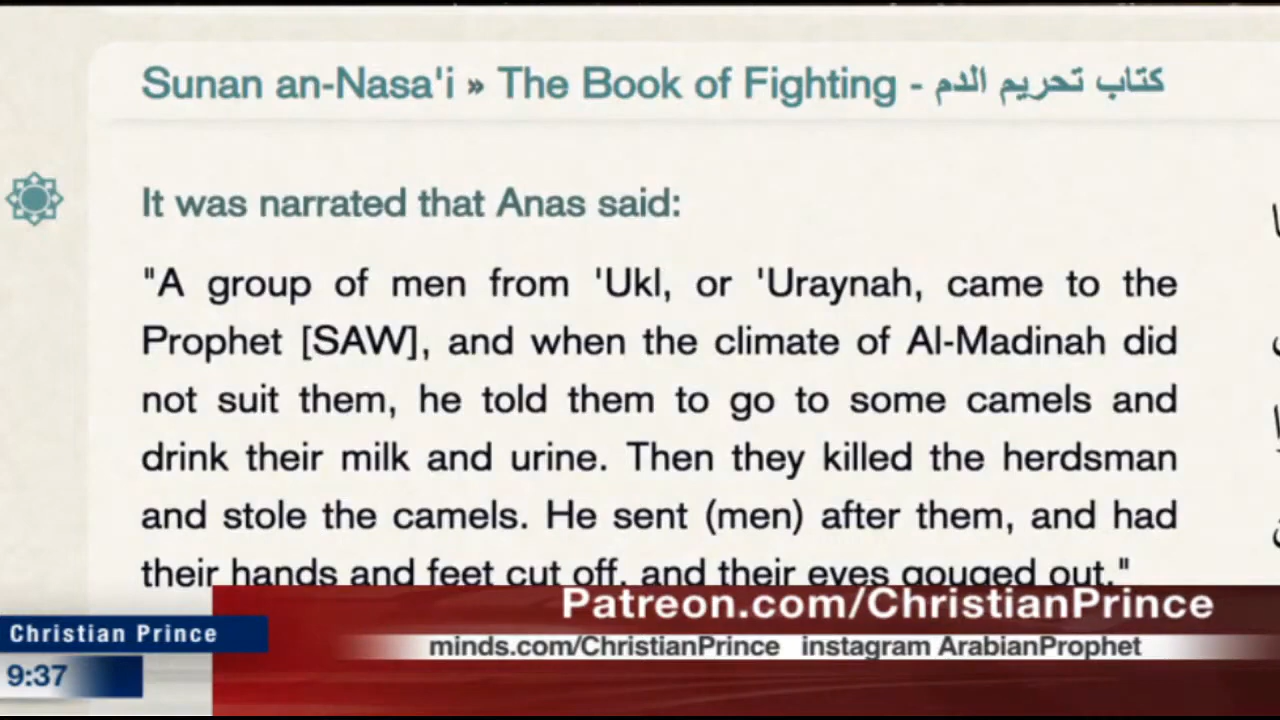 Sunan an-Nasa'i » The Book of Fighting - كتاب تحريم الدم
It was narrated that Anas said:
"A group of men from 'Ukl, or 'Uraynah, came to the
Prophet [SAW], and when the climate of Al-Madinah did
not suit them, he told them to go to some camels and
drink their milk and urine. Then they killed the herdsman
and stole the camels. He sent (men) after them, and had
their hands and feet cut off, and their eyes gouged out."
Patreon.com/ChristianPrince
Christian Prince
minds.com/ChristianPrince instagram ArabianProphet
9:37